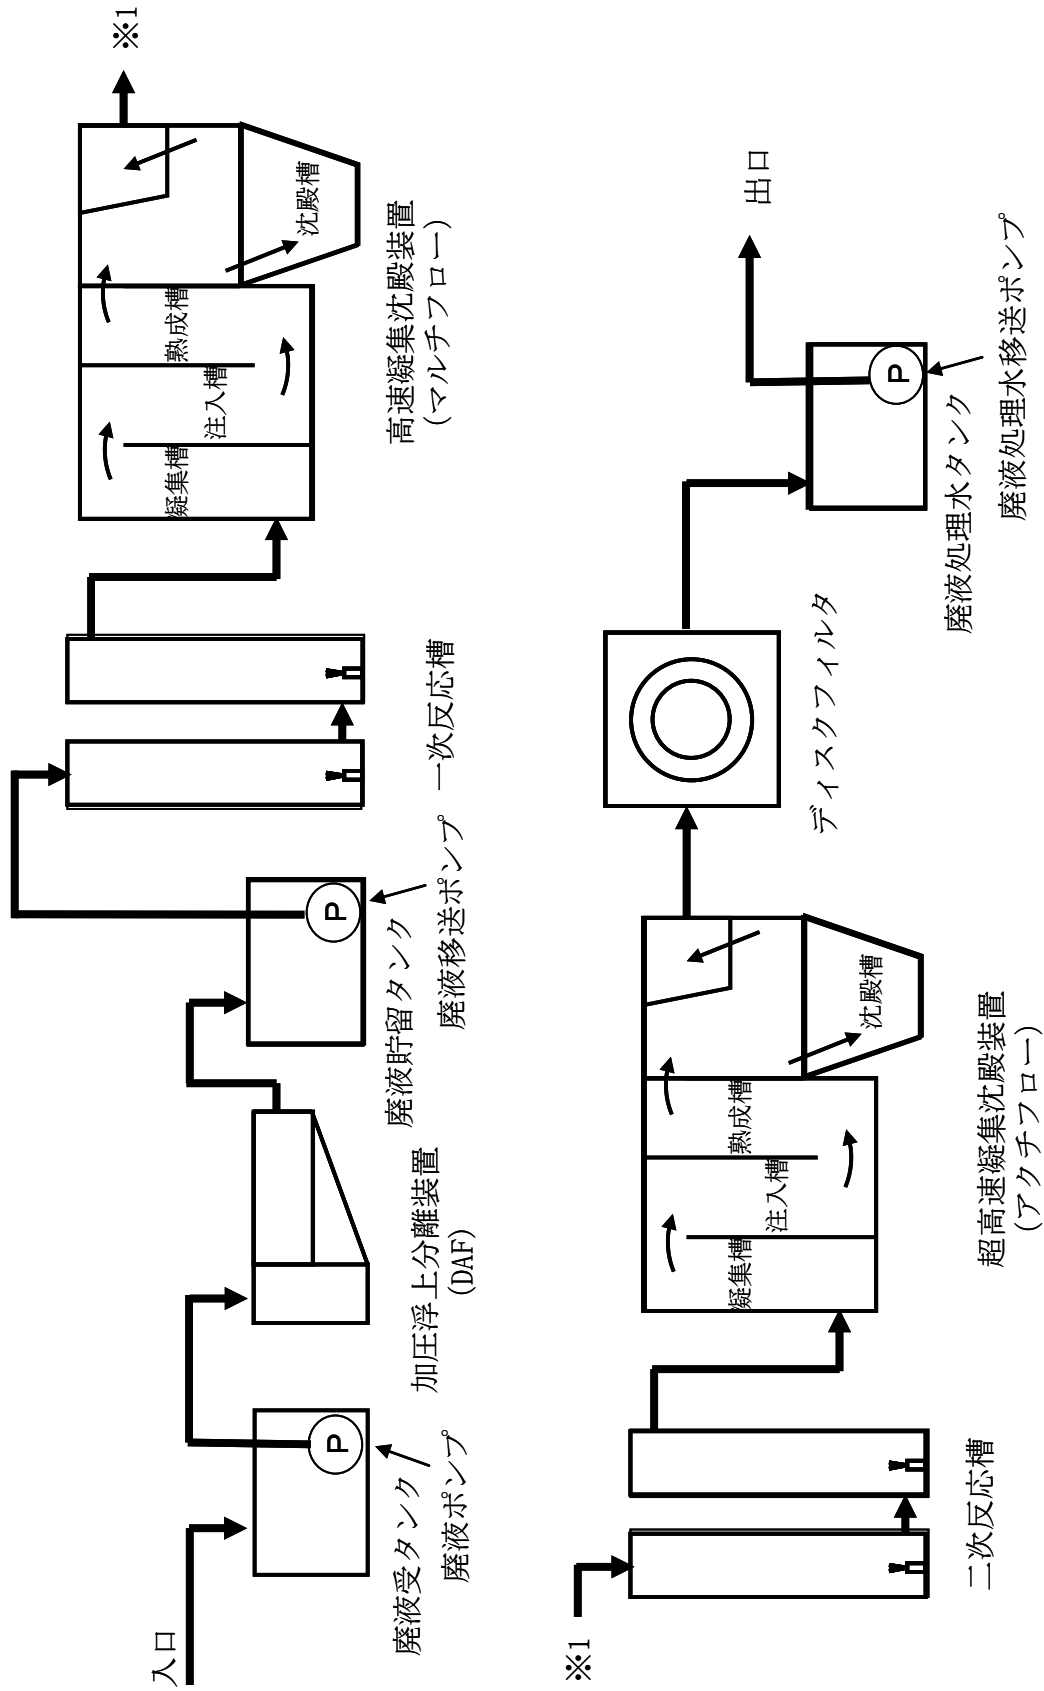 入口
P
廃液受タンク
廃液ポンプ
加圧浮上分離装置
(DAF)
P
廃液貯留タンク
廃液移送ポンプ
一次反応槽
凝集槽
注入槽
熟成槽
沈殿槽
高速凝集沈殿装置
(マルチフロー)
※1
※1
二次反応槽
凝集槽
注入槽
熟成槽
沈殿槽
超高速凝集沈殿装置
(アクチフロー)
ディスクフィルタ
P
廃液処理水タンク
廃液処理水移送ポンプ
出口